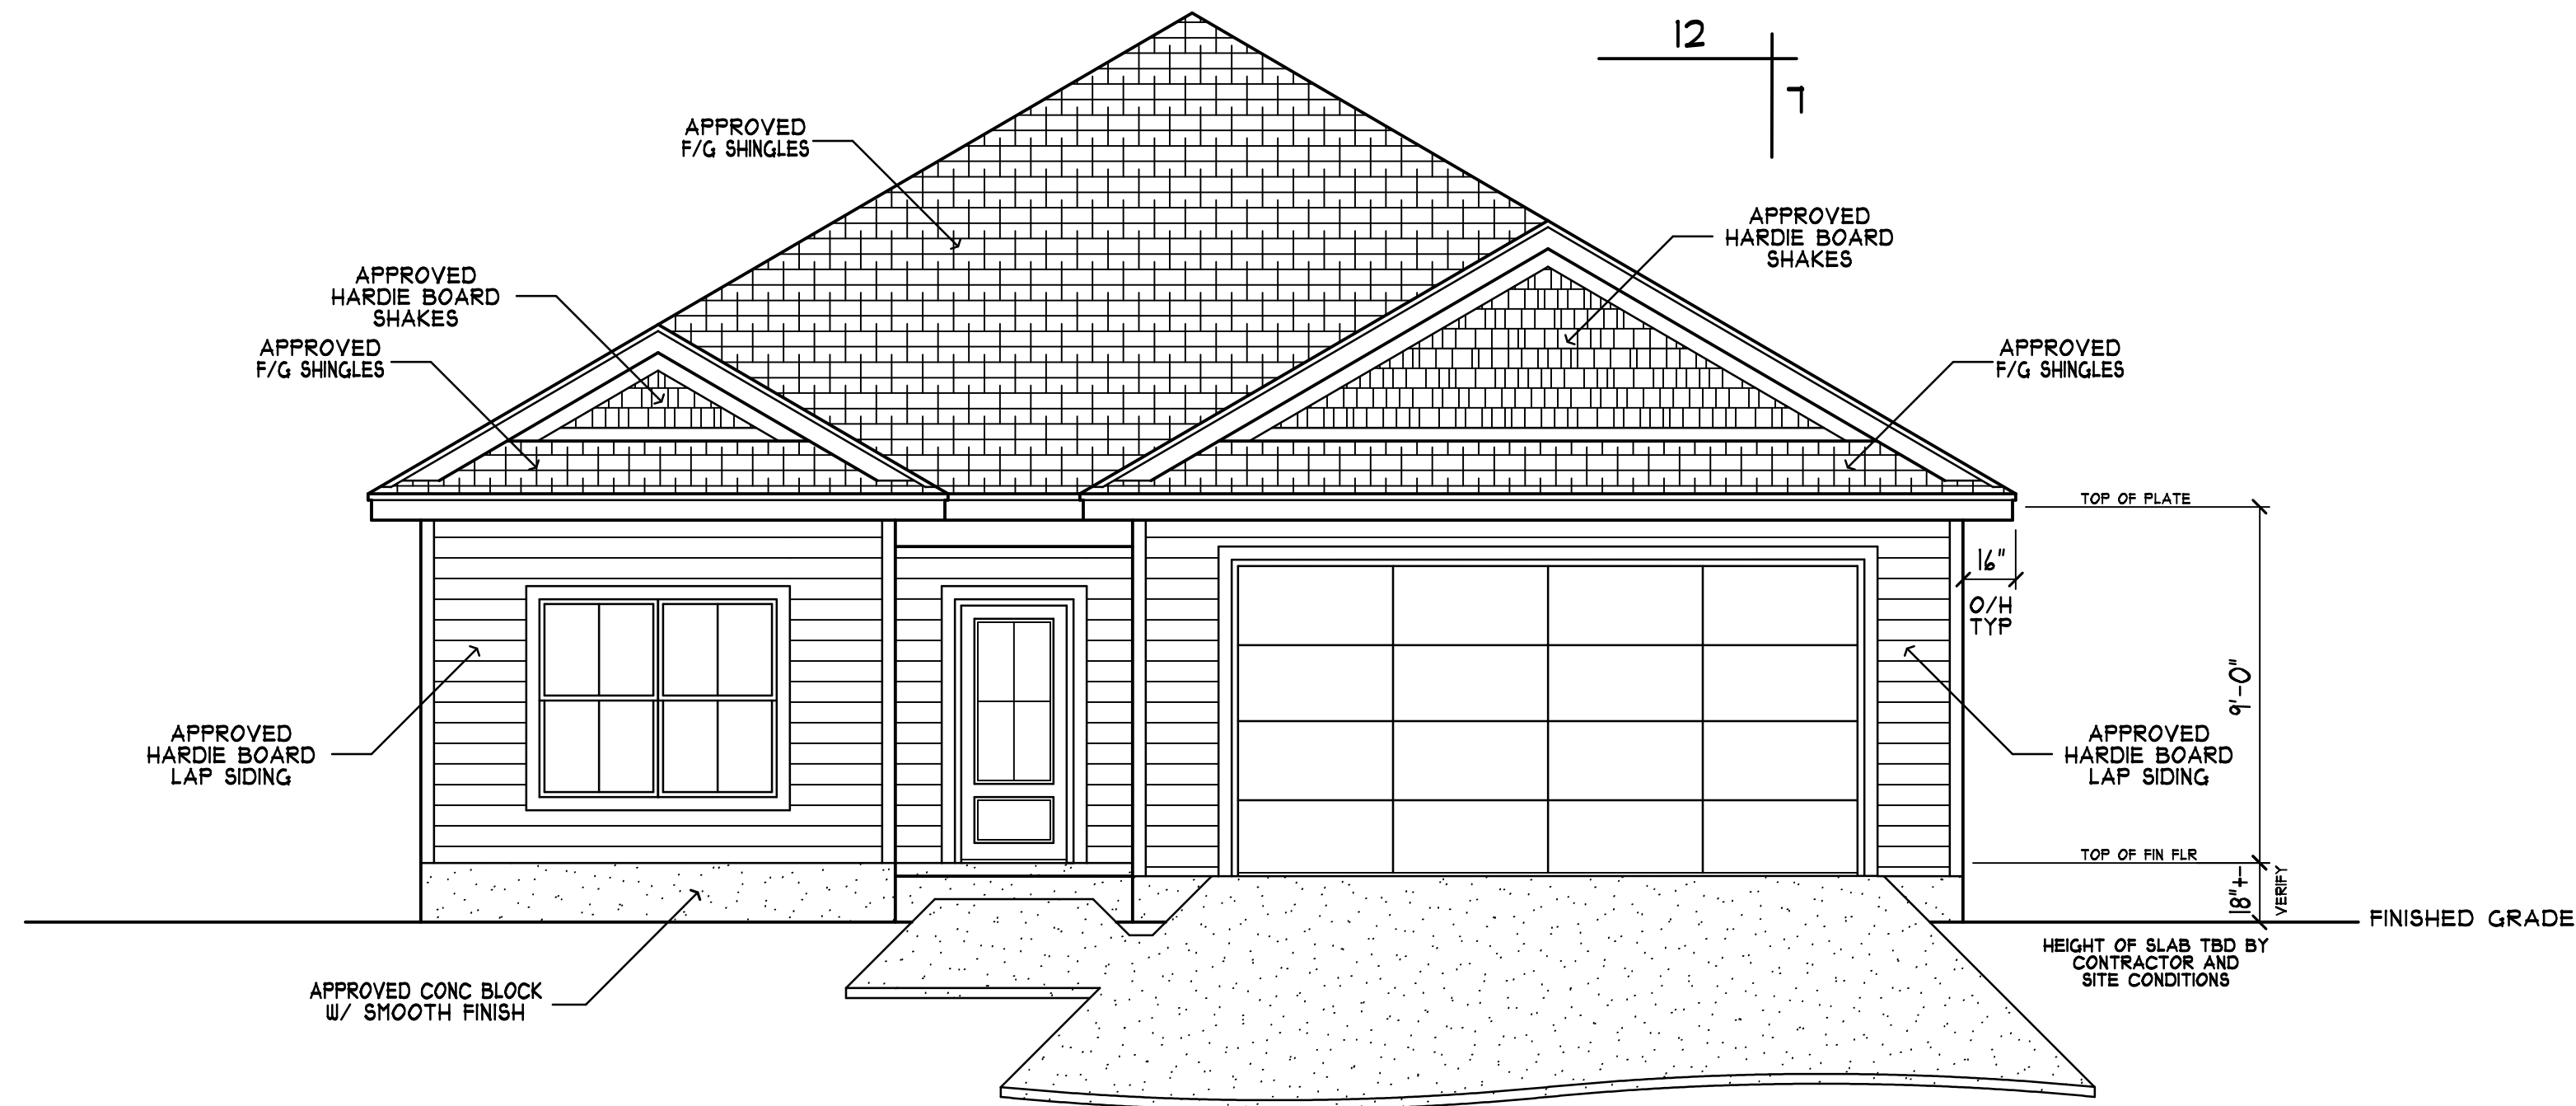 12
7
APPROVED
F/G SHINGLES
APPROVED
HARDIE BOARD
SHAKES
APPROVED
HARDIE BOARD
SHAKES
APPROVED
F/G SHINGLES
APPROVED
F/G SHINGLES
TOP OF PLATE
16"
O/H
TYP
9'-0"
APPROVED
HARDIE BOARD
LAP SIDING
APPROVED
HARDIE BOARD
LAP SIDING
TOP OF FIN FLR
18"+-
VERIFY
FINISHED GRADE
HEIGHT OF SLAB TBD BY
CONTRACTOR AND
SITE CONDITIONS
APPROVED CONC BLOCK
W/ SMOOTH FINISH